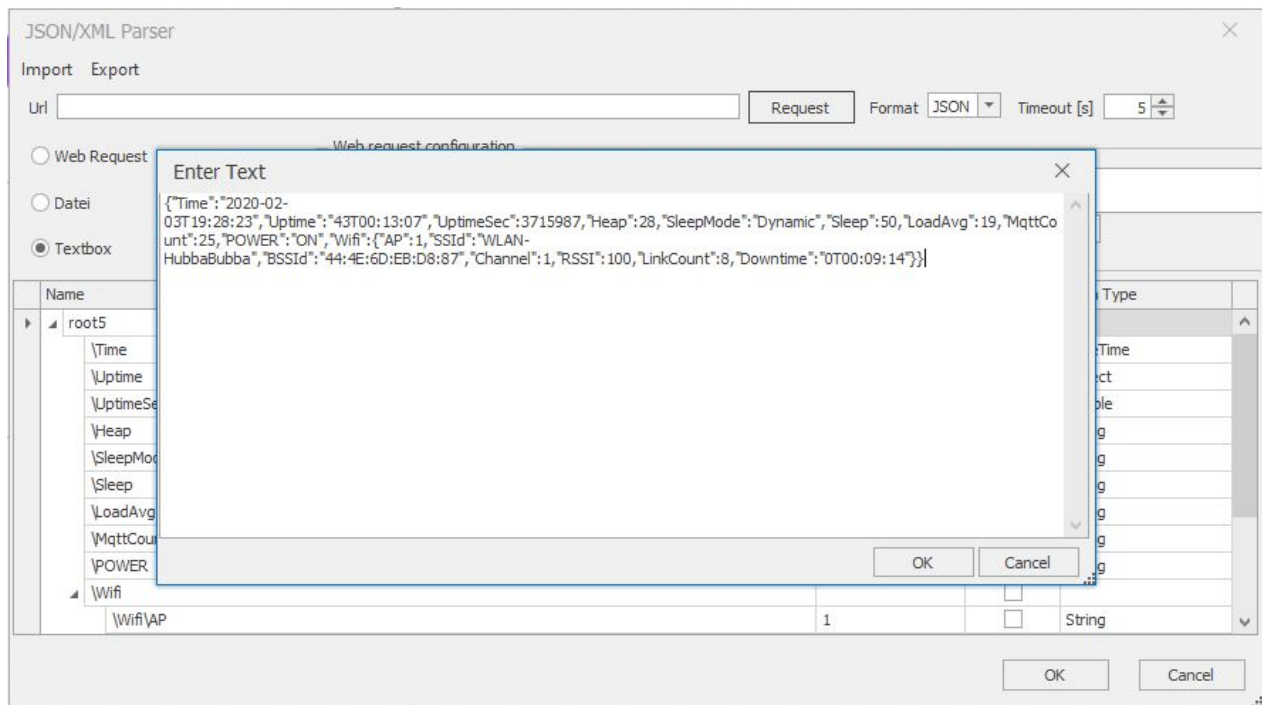 JSON/XML Parser
Import Export
Url Request Format JSON Timeout [s] 5
Web Request Web request configuration
Enter Text
Datei
Textbox
{"Time":"2020-02-
03T19:28:23","Uptime":"43T00:13:07","UptimeSec":3715987,"Heap":28,"SleepMode":"Dynamic","Sleep":50,"LoadAvg":19,"MqttCo
unt":25,"POWER":"ON","Wifi":{"AP":1,"SSId":"WLAN-
HubbaBubba","BSSId":"44:4E:6D:EB:D8:87","Channel":1,"RSSI":100,"LinkCount":8,"Downtime":"0T00:09:14"}}
Name Type
root5
\Time eTime
\Uptime ect
\UptimeSe ble
\Heap g
\SleepMod g
\Sleep g
\LoadAvg g
\MqttCou g
\POWER g
OK Cancel
\Wifi
\Wifi\AP 1 String
OK Cancel